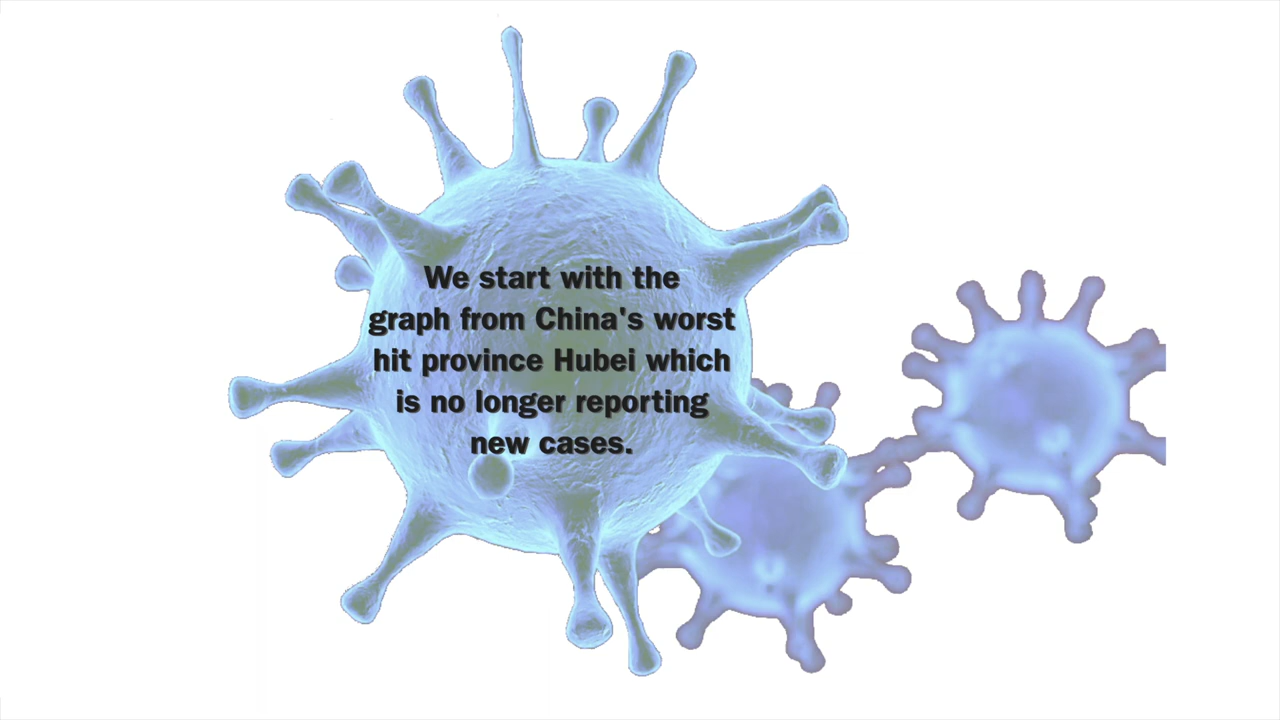 We start with the
graph from China's worst
hit province Hubei which
is no longer reporting
new cases.